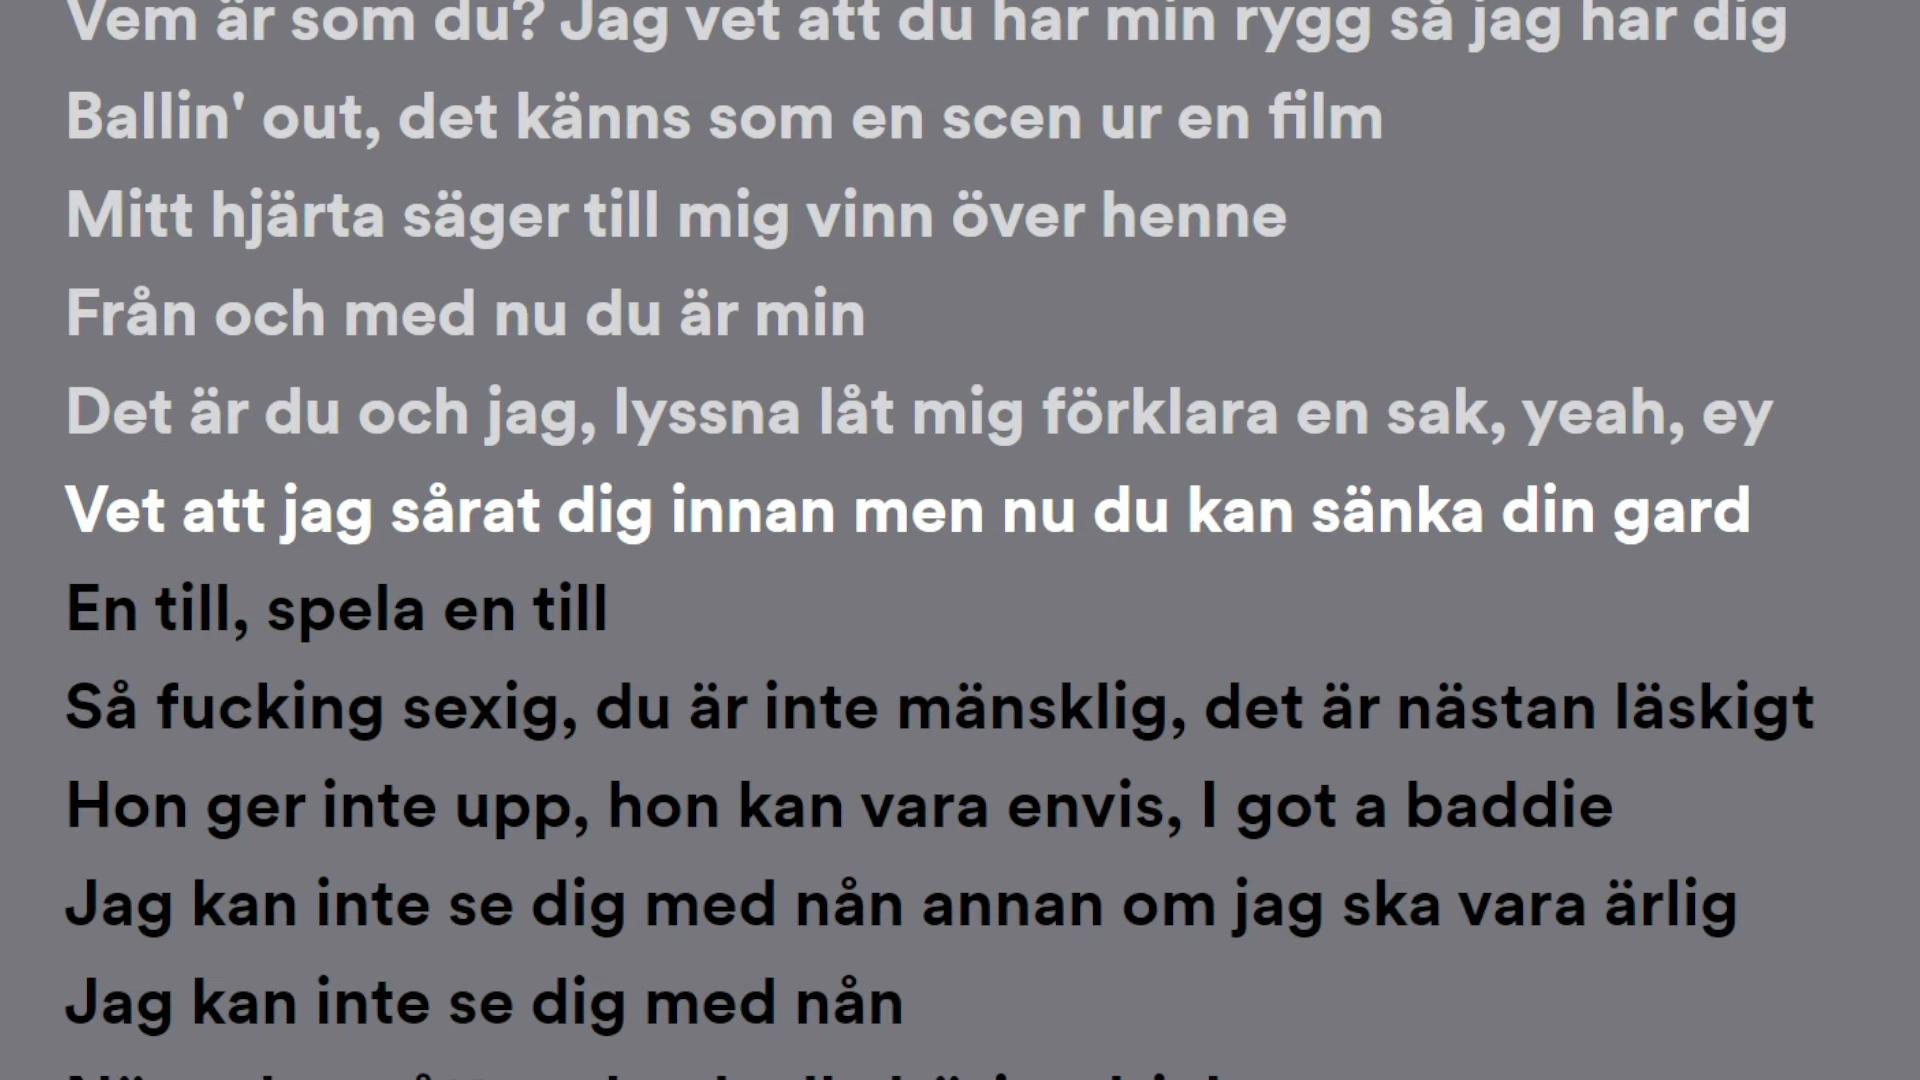 Vem är som du? Jag vet att du har min rygg så jag har dig
Ballin' out, det känns som en scen ur en film
Mitt hjärta säger till mig vinn över henne
Från och med nu du är min
Det är du och jag, lyssna låt mig förklara en sak, yeah, ey
Vet att jag sårat dig innan men nu du kan sänka din gard
En till, spela en till
Så fucking sexig, du är inte mänsklig, det är nästan läskigt
Hon ger inte upp, hon kan vara envis, I got a baddie
Jag kan inte se dig med nån annan om jag ska vara ärlig
Jag kan inte se dig med nån